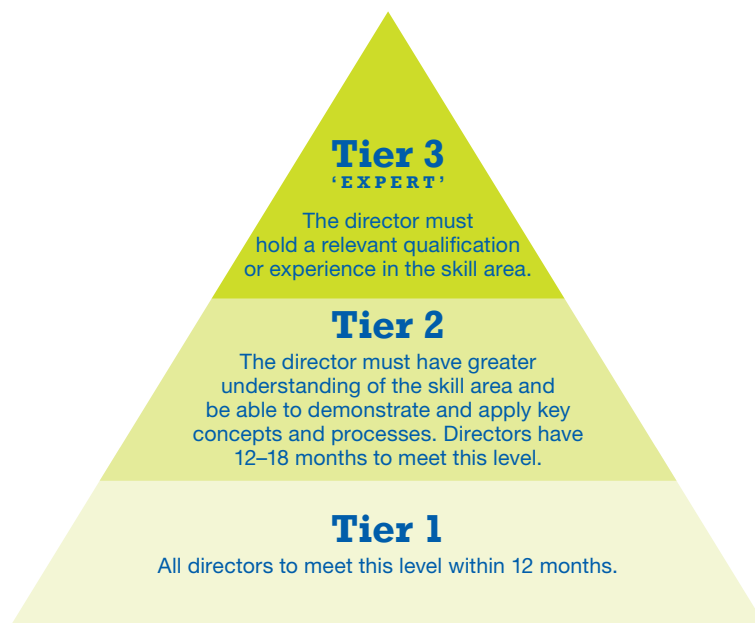 Tier 3
‘EXPERT’
The director must
hold a relevant qualification
or experience in the skill area.
Tier 2
The director must have greater
understanding of the skill area and
be able to demonstrate and apply key
concepts and processes. Directors have
12–18 months to meet this level.
Tier 1
All directors to meet this level within 12 months.